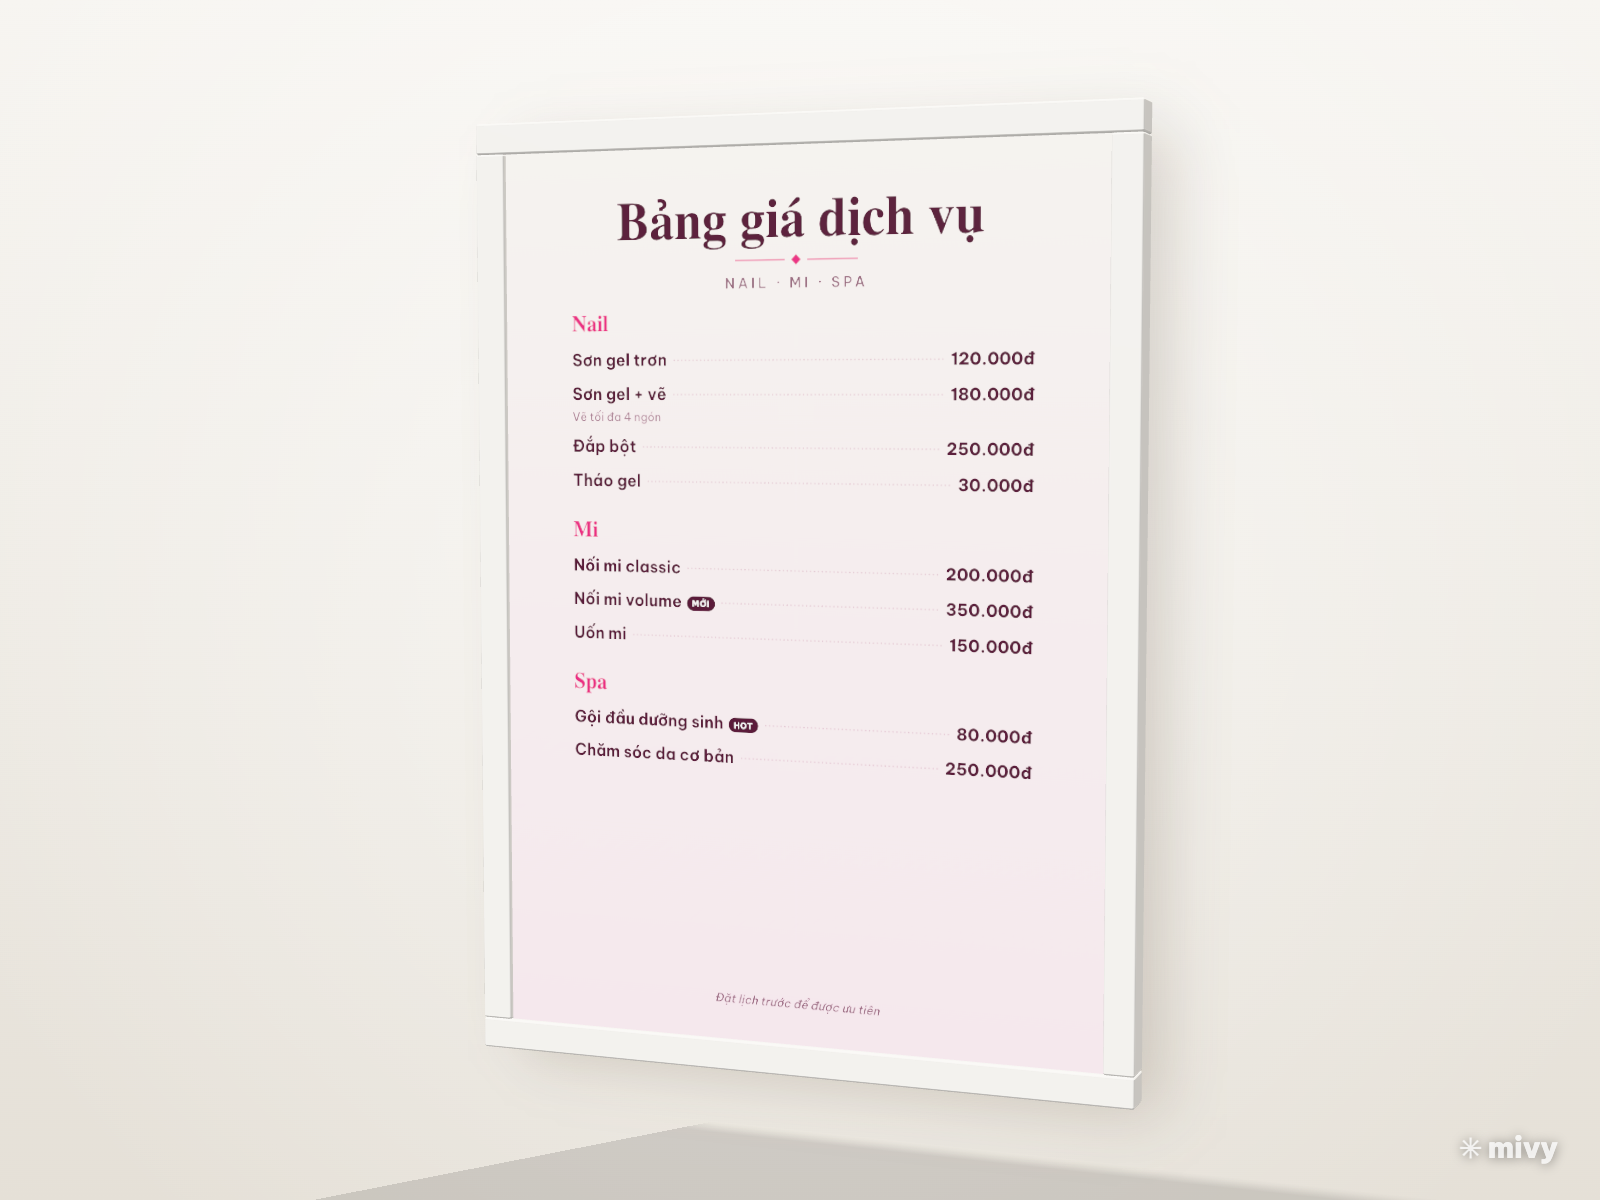 Bảng giá dịch vụ
NAIL · MI · SPA
Nail
Sơn gel trơn 120.000đ
Sơn gel + vẽ 180.000đ
Vẽ tối đa 4 ngón
Đắp bột 250.000đ
Tháo gel 30.000đ
Mi
Nối mi classic 200.000đ
Nối mi volume MỚI 350.000đ
Uốn mi 150.000đ
Spa
Gội đầu dưỡng sinh HOT 80.000đ
Chăm sóc da cơ bản 250.000đ
Đặt lịch trước để được ưu tiên
mivy